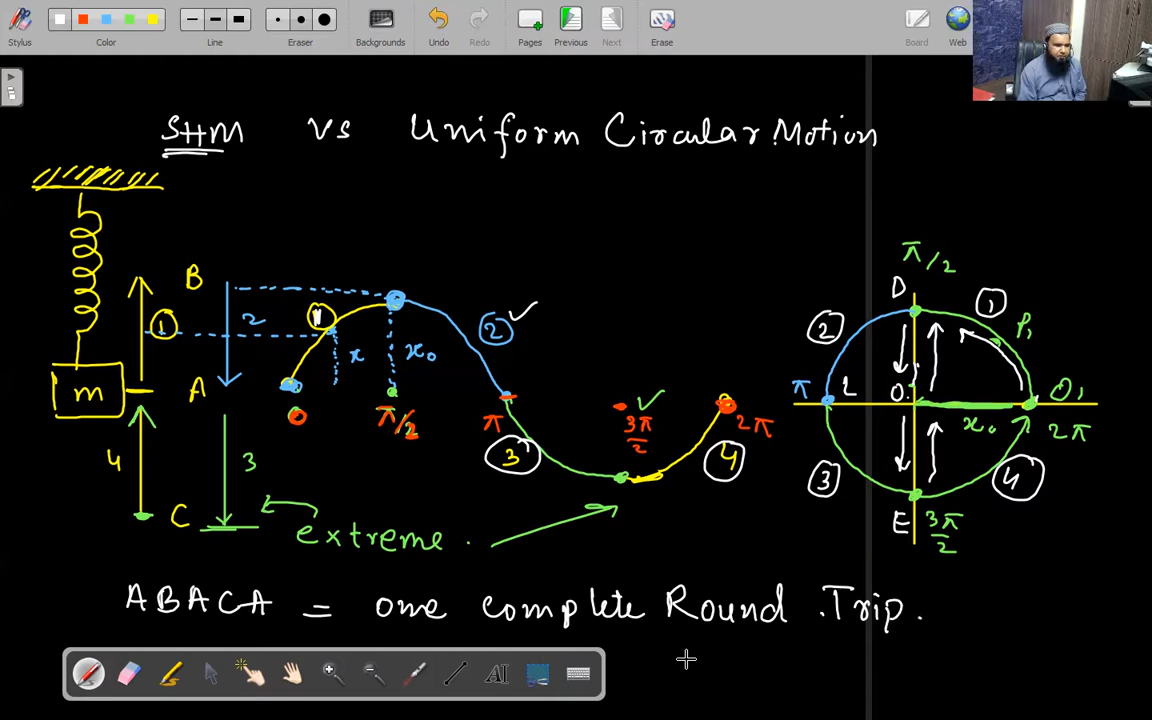 Stylus Color Line Eraser Backgrounds Undo Redo Pages Previous Next Erase Board Web
SHM vs Uniform Circular Motion
B
①
2
①
x
x₀
② ✓
A
m
0
π/2
π
3π/2 ✓
2π
4
3
③
④
C
extreme.
π/2
D
①
②
P₁
π
L
O
O₁
x₀
2π
③
④
E
3π/2
ABACA = one complete Round Trip.
AI